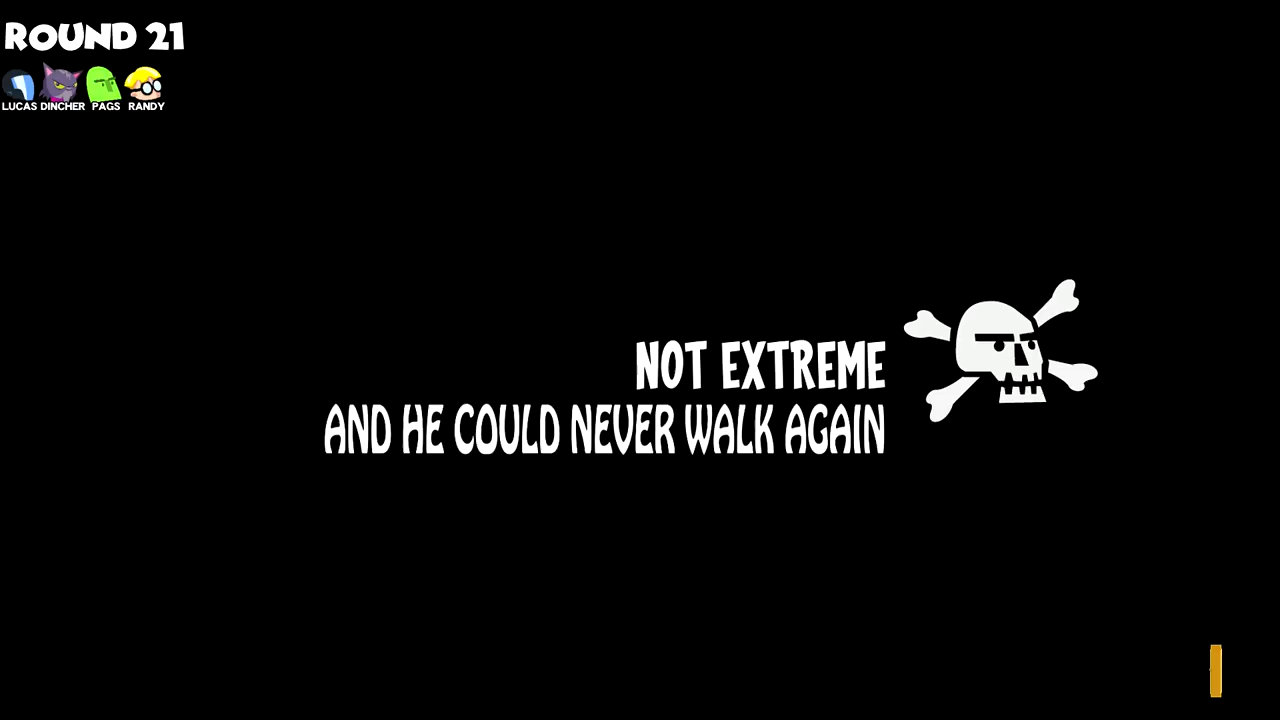 ROUND 21
LUCAS DINCHER PAGS RANDY
NOT EXTREME
AND HE COULD NEVER WALK AGAIN